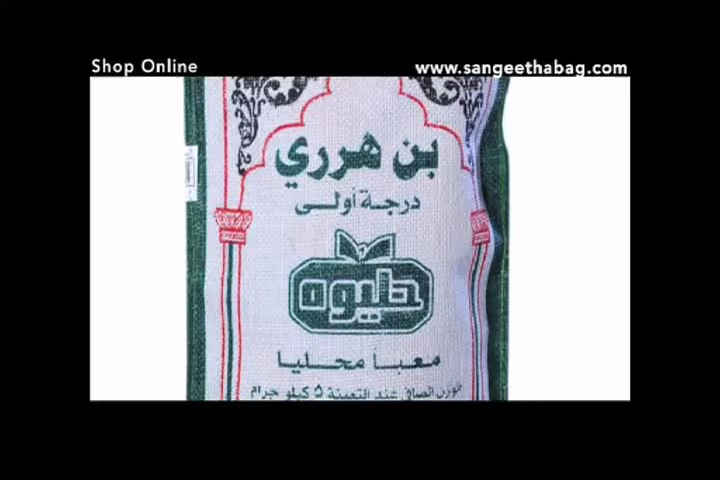 Shop Online
www.sangeethabag.com
بن هرري
درجة أولى
حليوه
معبأ محليا
الوزن الصافي عند التعبئة ٥ كيلو جرام